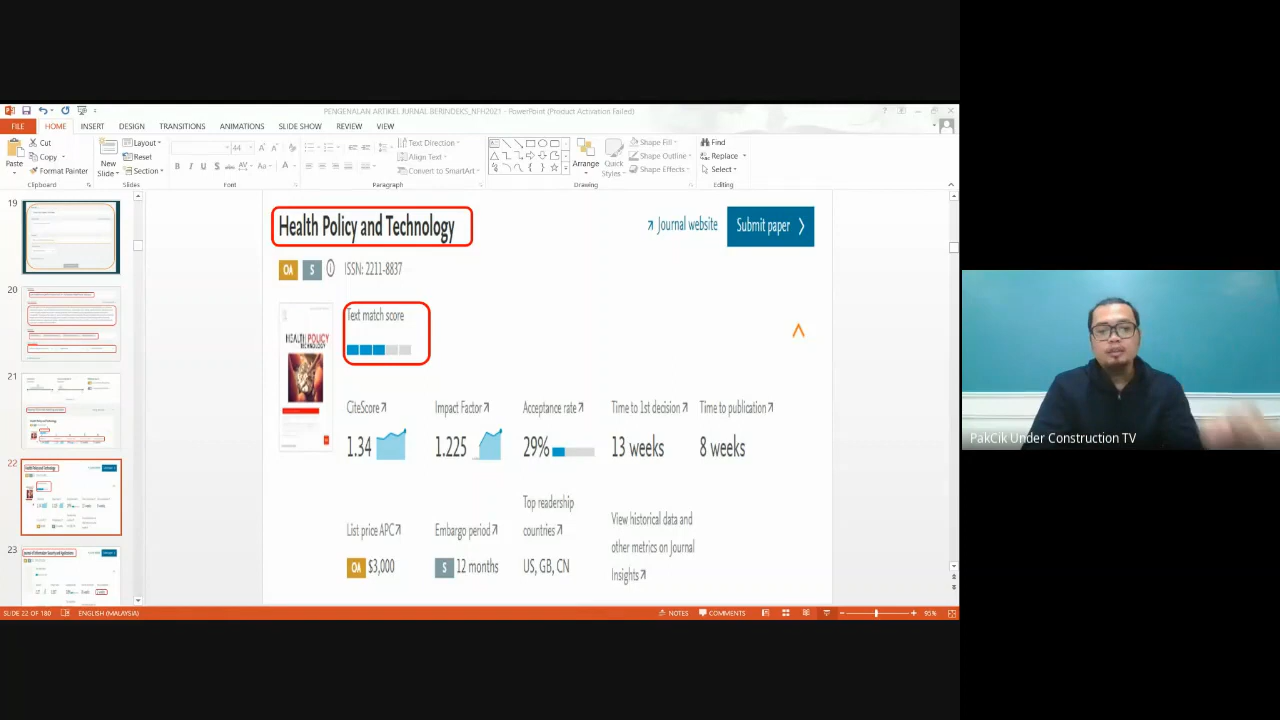 PENGENALAN ARTIKEL JURNAL BERINDEKS_NFH2021 - PowerPoint (Product Activation Failed)
FILE HOME INSERT DESIGN TRANSITIONS ANIMATIONS SLIDE SHOW REVIEW VIEW
Paste
Cut
Copy
Format Painter
Clipboard
New
Slide
Layout
Reset
Section
Slides
44
Font
Text Direction
Align Text
Convert to SmartArt
Paragraph
Arrange
Quick
Styles
Shape Fill
Shape Outline
Shape Effects
Drawing
Find
Replace
Select
Editing
19
20
21
22
23
Health Policy and Technology
Journal website
Submit paper
OA S ISSN: 2211-8837
HEALTH POLICY
TECHNOLOGY
Text match score
CiteScore Impact Factor Acceptance rate Time to 1st decision Time to publication
1.34 1.225 29% 13 weeks 8 weeks
List price APC
OA $3,000
Embargo period
S 12 months
Top readership
countries
US, GB, CN
View historical data and
other metrics on Journal
Insights
PakCik Under Construction TV
SLIDE 22 OF 180 ENGLISH (MALAYSIA) NOTES COMMENTS 95%